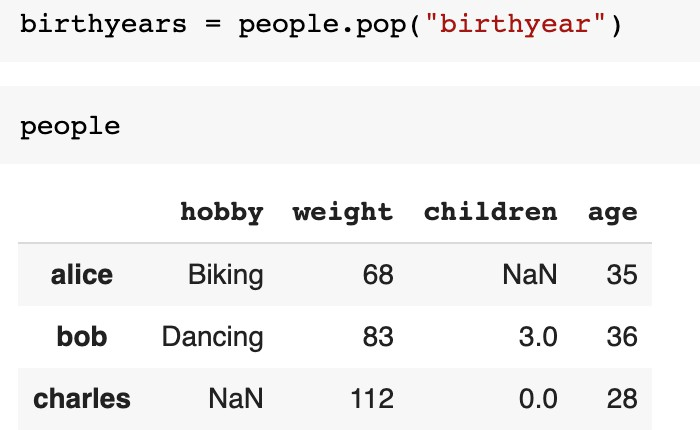 birthyears = people.pop("birthyear")
people
hobby weight children age
alice Biking 68 NaN 35
bob Dancing 83 3.0 36
charles NaN 112 0.0 28